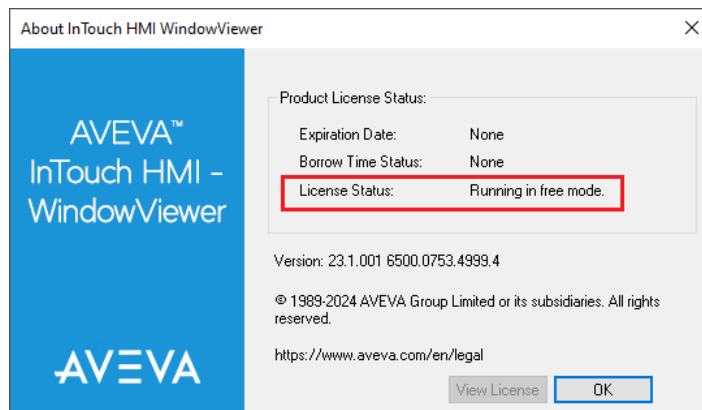 About InTouch HMI WindowViewer
AVEVA™
InTouch HMI -
WindowViewer
AVEVA
Product License Status:
Expiration Date: None
Borrow Time Status: None
License Status: Running in free mode.
Version: 23.1.001 6500.0753.4999.4
© 1989-2024 AVEVA Group Limited or its subsidiaries. All rights
reserved.
https://www.aveva.com/en/legal
View License OK